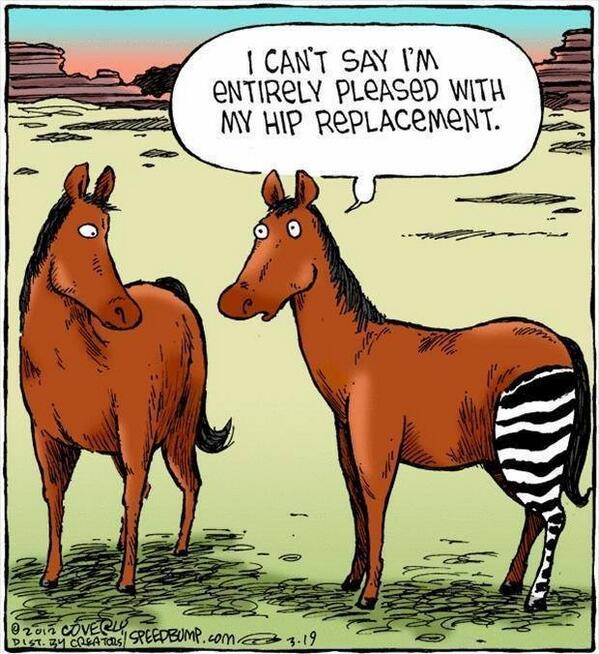 I CAN'T SAY I'M
ENTIRELY PLEASED WITH
MY HIP REPLACEMENT.
© 2012 COVERLY
DIST. BY CREATORS/ SPEEDBUMP.com 3-19